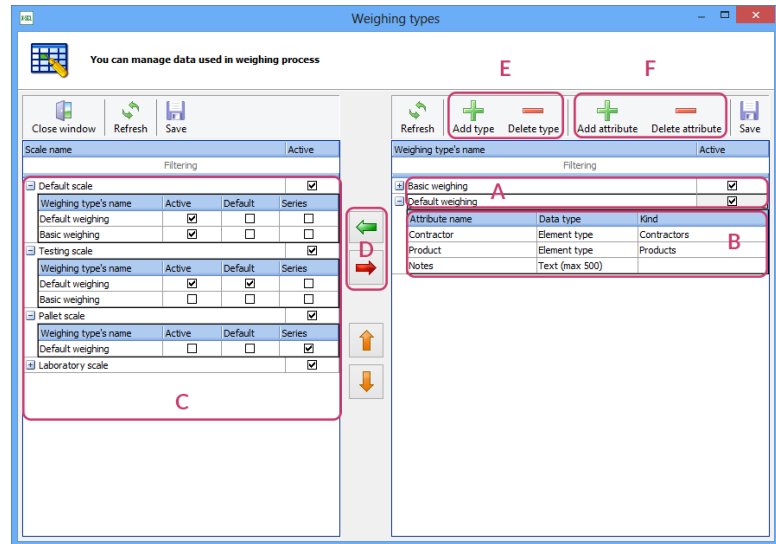 Weighing types
You can manage data used in weighing process
E F
Close window Refresh Save
Refresh Add type Delete type Add attribute Delete attribute Save
Scale name Active
Filtering
Default scale
Weighing type's name Active Default Series
Default weighing
Basic weighing
Testing scale
Weighing type's name Active Default Series
Default weighing
Basic weighing
Pallet scale
Weighing type's name Active Default Series
Default weighing
Laboratory scale
C
D
Weighing type's name Active
Filtering
Basic weighing
A
Default weighing
Attribute name Data type Kind
Contractor Element type Contractors
Product Element type Products
B
Notes Text (max 500)